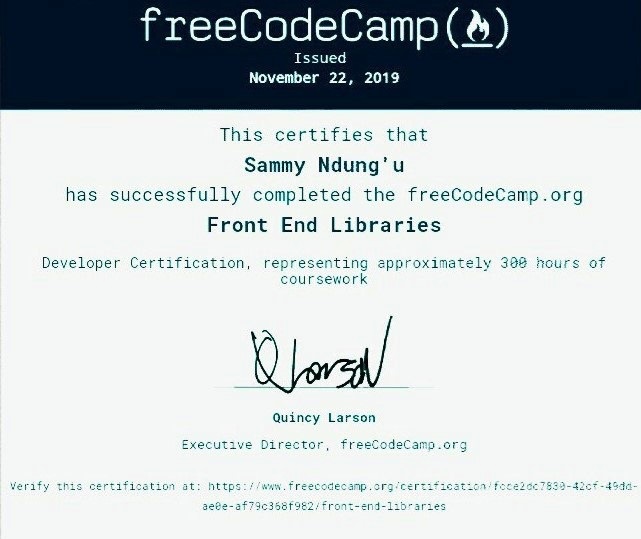 freeCodeCamp(🔥)
Issued
November 22, 2019
This certifies that
Sammy Ndung'u
has successfully completed the freeCodeCamp.org
Front End Libraries
Developer Certification, representing approximately 300 hours of
coursework
QLarson
Quincy Larson
Executive Director, freeCodeCamp.org
Verify this certification at: https://www.freecodecamp.org/certification/fcce2dc7830-42cf-49dd-
ae0e-af79c368f982/front-end-libraries